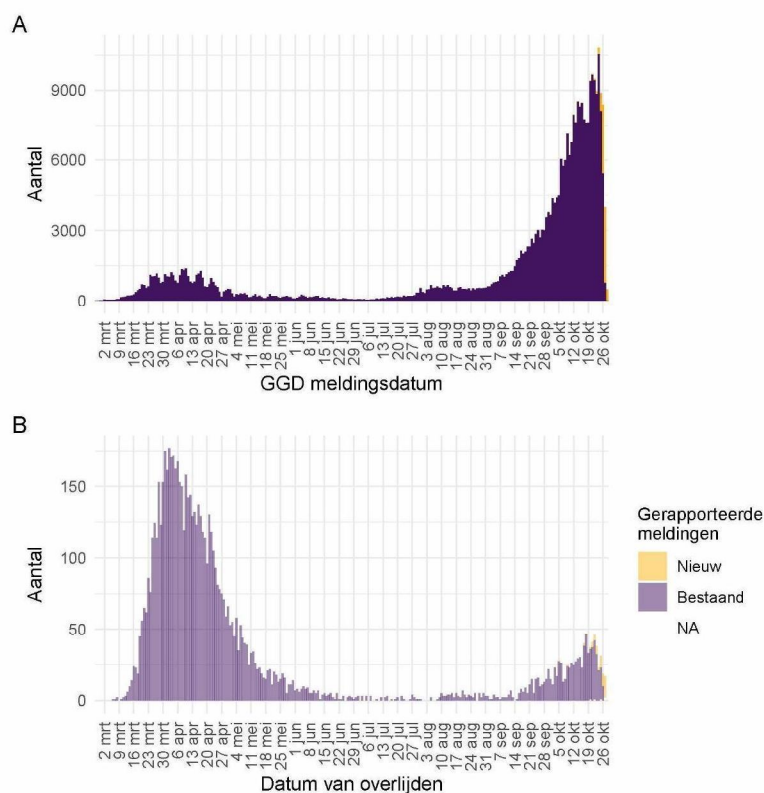 A
Aantal
9000
6000
3000
0
2 mrt
9 mrt
16 mrt
23 mrt
30 mrt
6 apr
13 apr
20 apr
27 apr
4 mei
11 mei
18 mei
25 mei
1 jun
8 jun
15 jun
22 jun
29 jun
6 jul
13 jul
20 jul
27 jul
3 aug
10 aug
17 aug
24 aug
31 aug
7 sep
14 sep
21 sep
28 sep
5 okt
12 okt
19 okt
26 okt
GGD meldingsdatum
B
Aantal
150
100
50
0
2 mrt
9 mrt
16 mrt
23 mrt
30 mrt
6 apr
13 apr
20 apr
27 apr
4 mei
11 mei
18 mei
25 mei
1 jun
8 jun
15 jun
22 jun
29 jun
6 jul
13 jul
20 jul
27 jul
3 aug
10 aug
17 aug
24 aug
31 aug
7 sep
14 sep
21 sep
28 sep
5 okt
12 okt
19 okt
26 okt
Datum van overlijden
Gerapporteerde
meldingen
Nieuw
Bestaand
NA